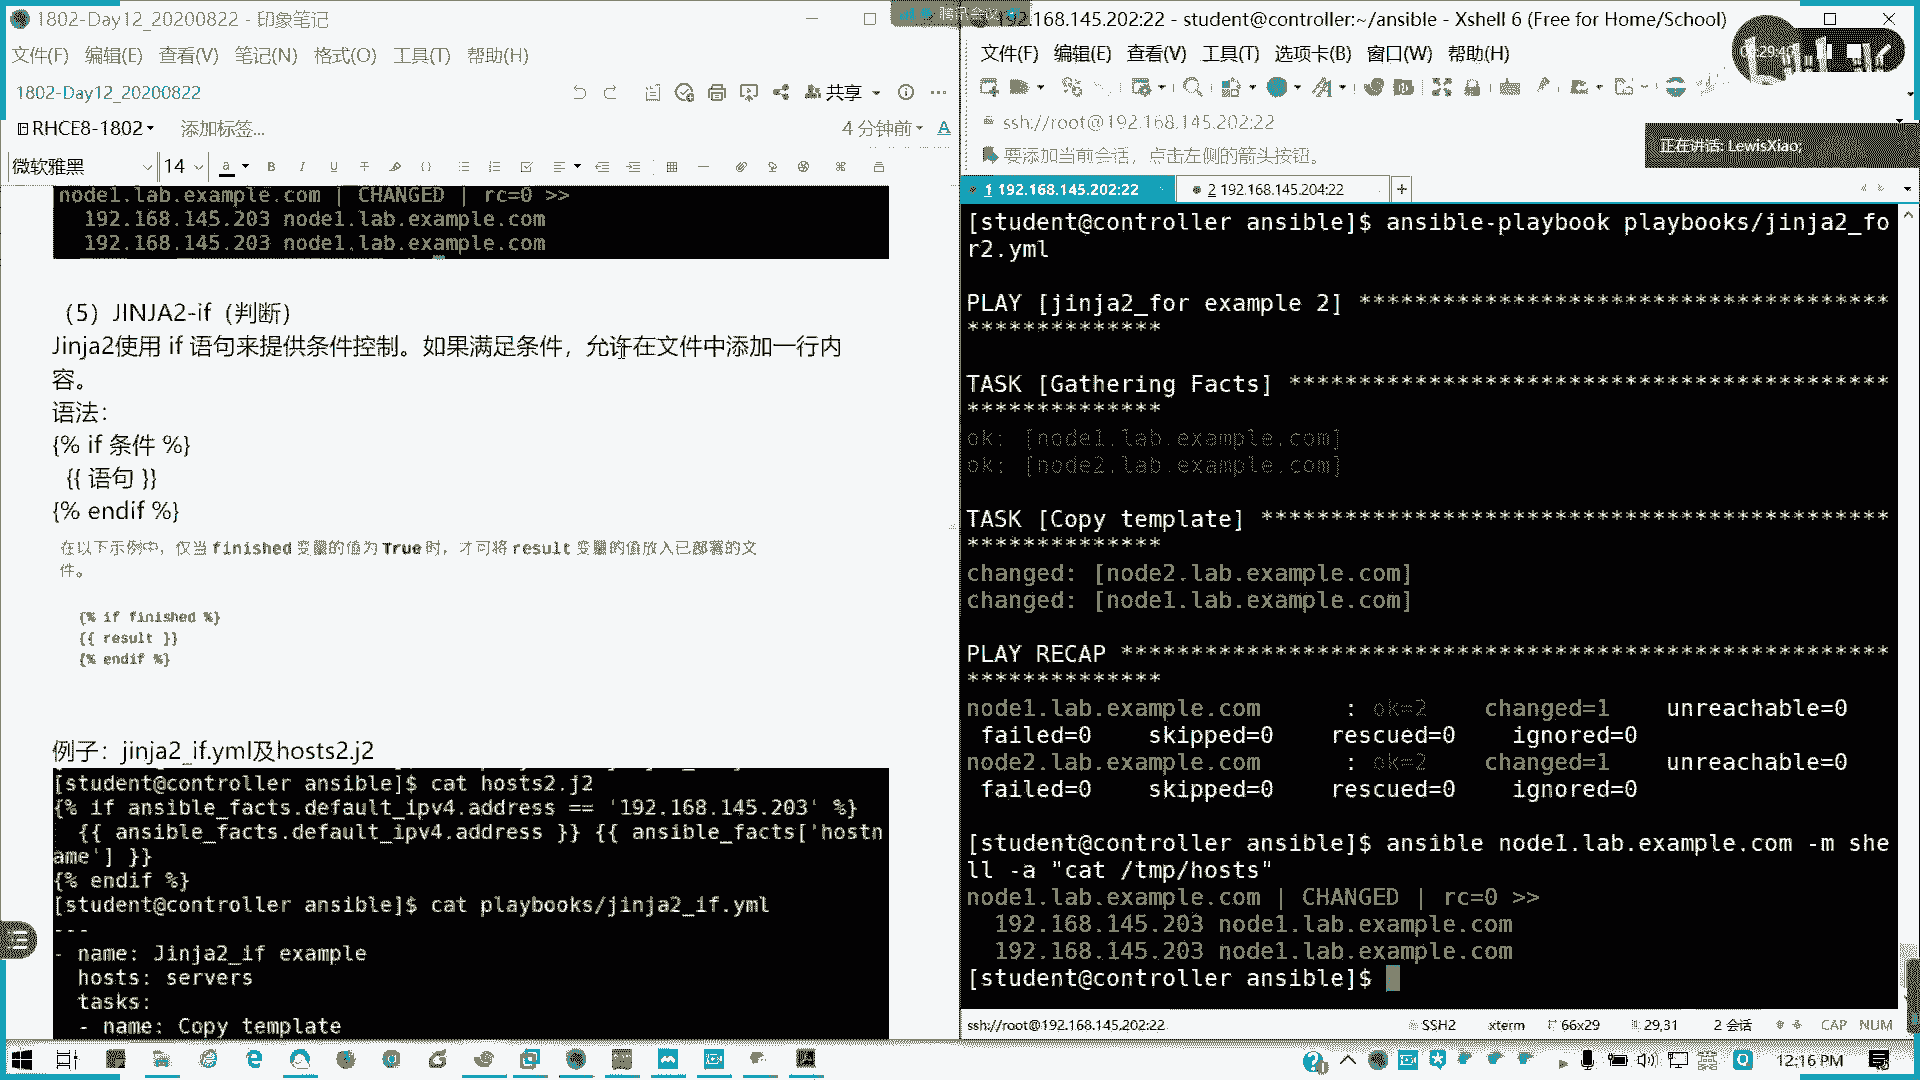 1802-Day12_20200822 - 印象笔记
文件(F) 编辑(E) 查看(V) 笔记(N) 格式(O) 工具(T) 帮助(H)
1802-Day12_20200822
共享
RHCE8-1802
添加标签...
4 分钟前
微软雅黑
14
node1.lab.example.com | CHANGED | rc=0 >>
192.168.145.203 node1.lab.example.com
192.168.145.203 node1.lab.example.com
（5）JINJA2-if（判断）
Jinja2使用 if 语句来提供条件控制。如果满足条件，允许在文件中添加一行内
容。
语法：
{% if 条件 %}
{{ 语句 }}
{% endif %}
在以下示例中，仅当 finished 变量的值为 True 时，才可将 result 变量的值放入已部署的文
件。
{% if finished %}
{{ result }}
{% endif %}
例子：jinja2_if.yml及hosts2.j2
[student@controller ansible]$ cat hosts2.j2
{% if ansible_facts.default_ipv4.address == '192.168.145.203' %}
{{ ansible_facts.default_ipv4.address }} {{ ansible_facts['hostn
ame'] }}
{% endif %}
[student@controller ansible]$ cat playbooks/jinja2_if.yml
---
- name: Jinja2_if example
hosts: servers
tasks:
- name: Copy template
腾讯会议
192.168.145.202:22 - student@controller:~/ansible - Xshell 6 (Free for Home/School)
文件(F) 编辑(E) 查看(V) 工具(T) 选项卡(B) 窗口(W) 帮助(H)
ssh://root@192.168.145.202:22
正在讲话: LewisXiao;
要添加当前会话，点击左侧的箭头按钮。
1 192.168.145.202:22
2 192.168.145.204:22
[student@controller ansible]$ ansible-playbook playbooks/jinja2_fo
r2.yml
PLAY [jinja2_for example 2] *****************************************
**************
TASK [Gathering Facts] *******************************************
**************
ok: [node1.lab.example.com]
ok: [node2.lab.example.com]
TASK [Copy template] *********************************************
**************
changed: [node2.lab.example.com]
changed: [node1.lab.example.com]
PLAY RECAP *******************************************************
**************
node1.lab.example.com : ok=2 changed=1 unreachable=0
failed=0 skipped=0 rescued=0 ignored=0
node2.lab.example.com : ok=2 changed=1 unreachable=0
failed=0 skipped=0 rescued=0 ignored=0
[student@controller ansible]$ ansible node1.lab.example.com -m she
ll -a "cat /tmp/hosts"
node1.lab.example.com | CHANGED | rc=0 >>
192.168.145.203 node1.lab.example.com
192.168.145.203 node1.lab.example.com
[student@controller ansible]$
ssh://root@192.168.145.202:22
SSH2 xterm 66x29 29,31 2 会话 CAP NUM
12:16 PM